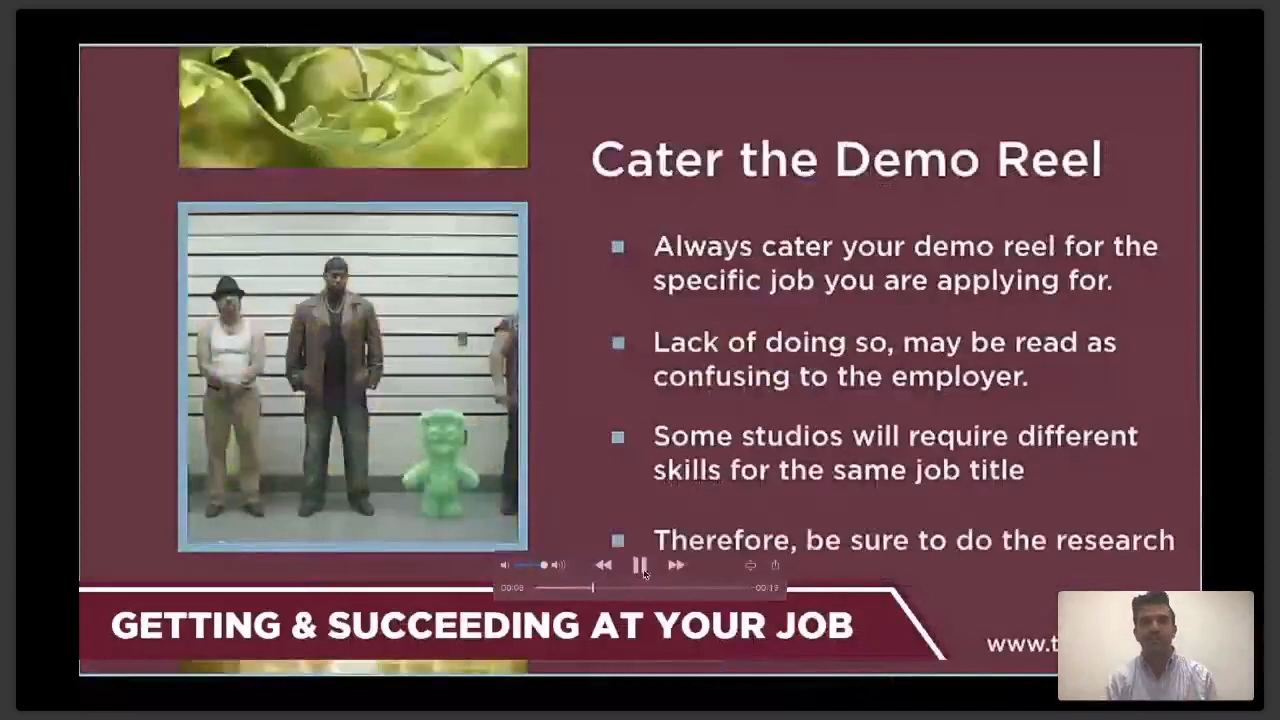 Cater the Demo Reel
Always cater your demo reel for the
specific job you are applying for.
Lack of doing so, may be read as
confusing to the employer.
Some studios will require different
skills for the same job title
Therefore, be sure to do the research
-00:13
GETTING & SUCCEEDING AT YOUR JOB
www.t